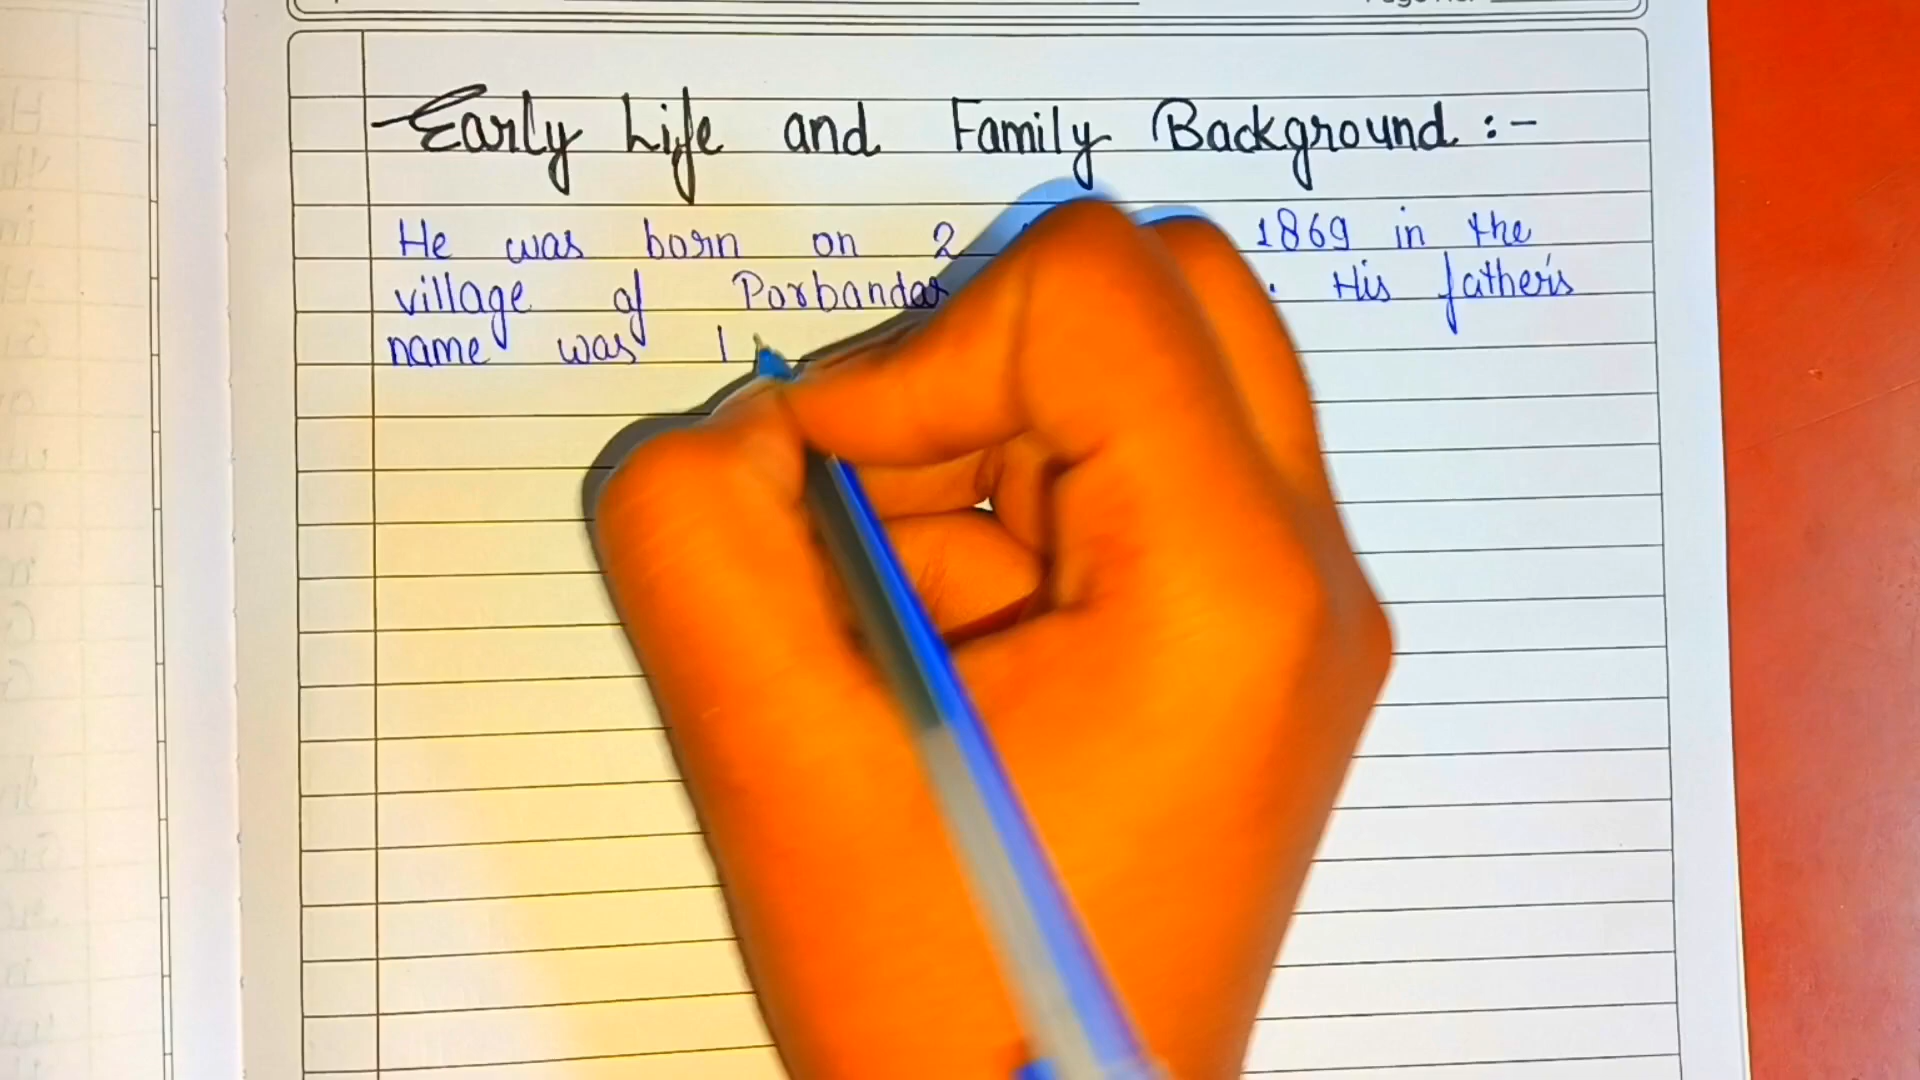 Early Life and Family Background :-
He was born on 2 1869 in the
village of Porbandar . His father's
name was